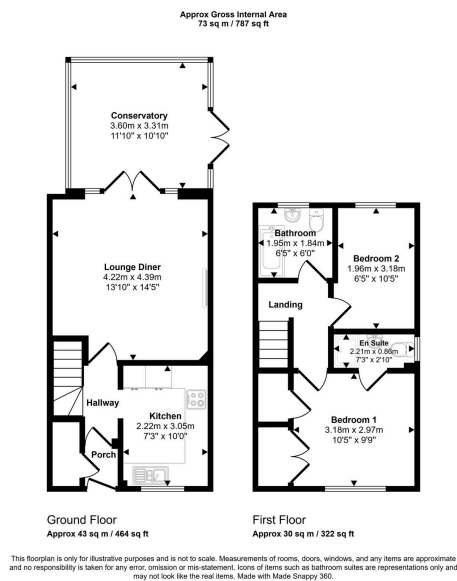 Approx Gross Internal Area
73 sq m / 787 sq ft
Conservatory
3.60m x 3.31m
11'10" x 10'10"
Lounge Diner
4.22m x 4.39m
13'10" x 14'5"
Hallway
Kitchen
2.22m x 3.05m
7'3" x 10'0"
Porch
Ground Floor
Approx 43 sq m / 464 sq ft
Bathroom
1.95m x 1.84m
6'5" x 6'0"
Bedroom 2
1.96m x 3.18m
6'5" x 10'5"
Landing
En Suite
2.21m x 0.86m
7'3" x 2'10"
Bedroom 1
3.18m x 2.97m
10'5" x 9'9"
First Floor
Approx 30 sq m / 322 sq ft
This floorplan is only for illustrative purposes and is not to scale. Measurements of rooms, doors, windows, and any items are approximate
and no responsibility is taken for any error, omission or mis-statement. Icons of items such as bathroom suites are representations only and
may not look like the real items. Made with Made Snappy 360.